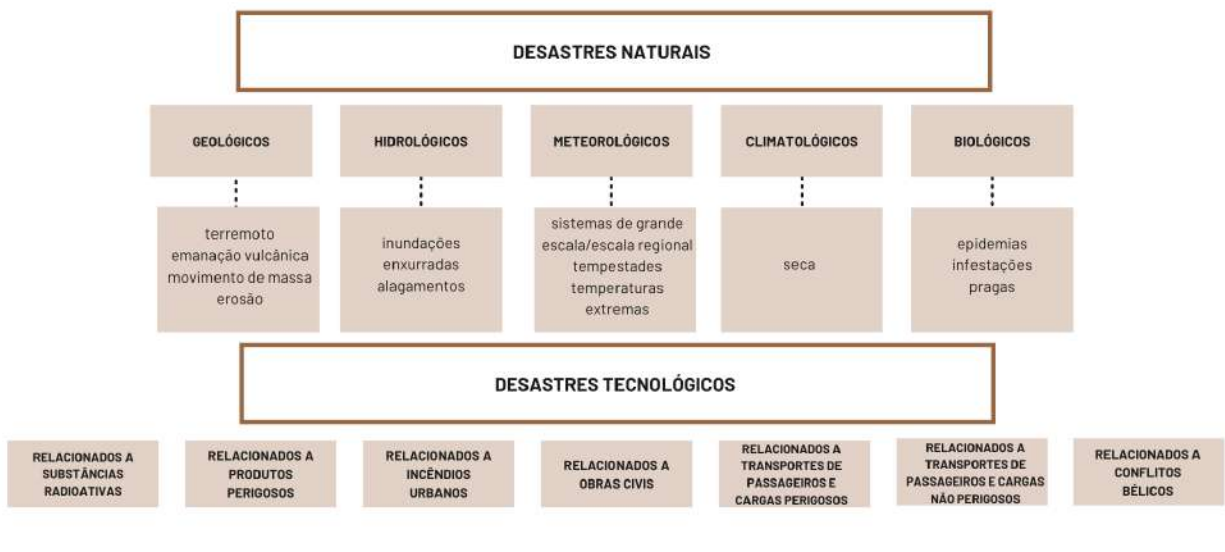 DESASTRES NATURAIS
GEOLÓGICOS
HIDROLÓGICOS
METEOROLÓGICOS
CLIMATOLÓGICOS
BIOLÓGICOS
terremoto
emanação vulcânica
movimento de massa
erosão
inundações
enxurradas
alagamentos
sistemas de grande
escala/escala regional
tempestades
temperaturas
extremas
seca
epidemias
infestações
pragas
DESASTRES TECNOLÓGICOS
RELACIONADOS A
SUBSTÂNCIAS
RADIOATIVAS
RELACIONADOS A
PRODUTOS
PERIGOSOS
RELACIONADOS A
INCÊNDIOS
URBANOS
RELACIONADOS A
OBRAS CIVIS
RELACIONADOS A
TRANSPORTES DE
PASSAGEIROS E
CARGAS PERIGOSOS
RELACIONADOS A
TRANSPORTES DE
PASSAGEIROS E CARGAS
NÃO PERIGOSOS
RELACIONADOS A
CONFLITOS
BÉLICOS